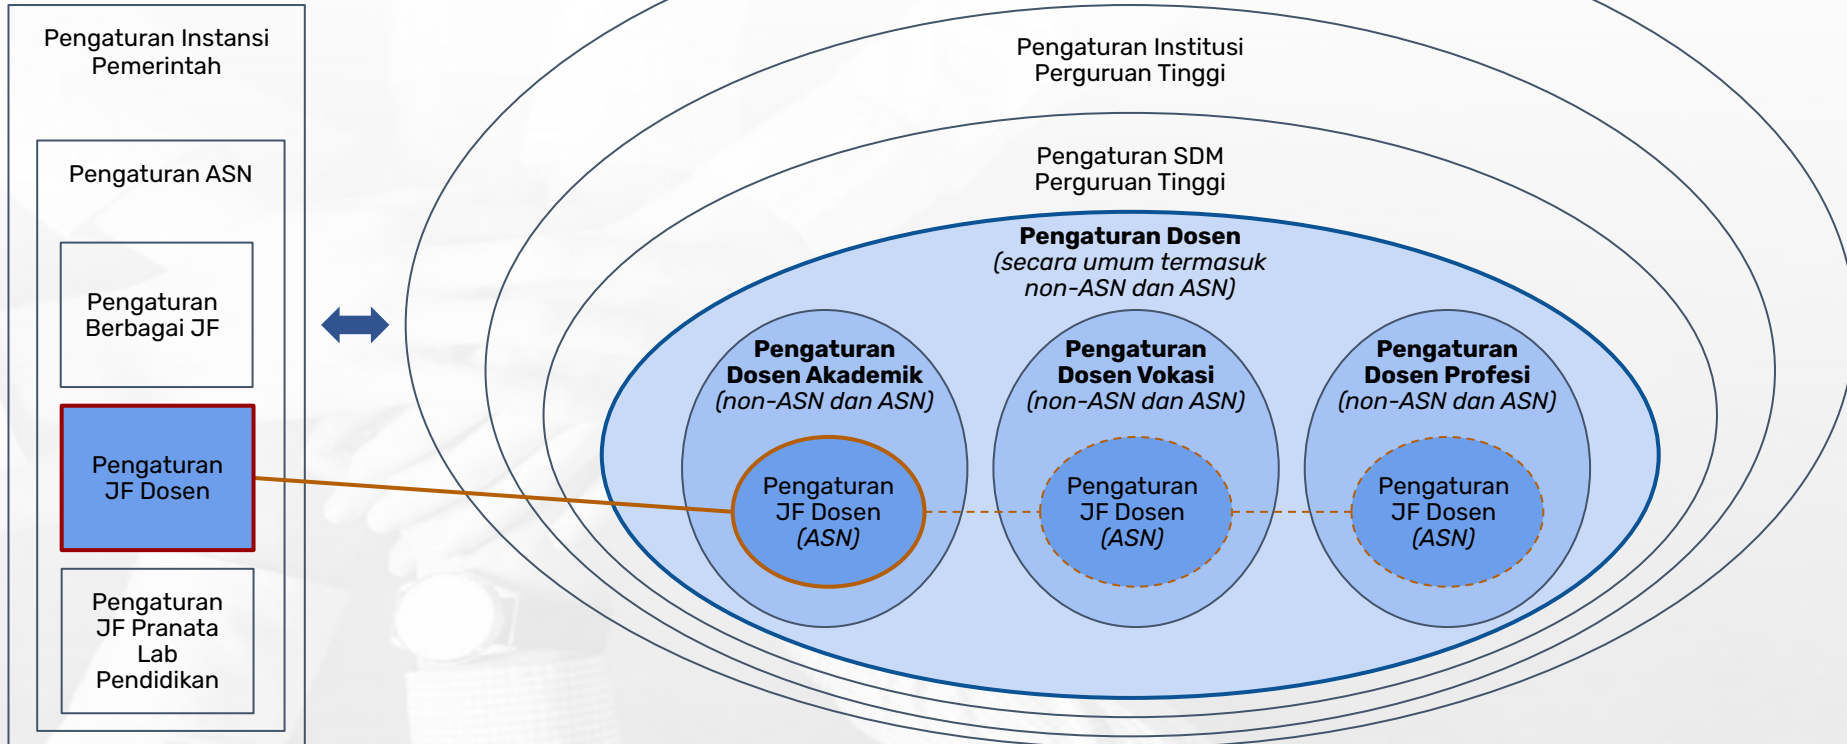 Pengaturan Instansi
Pemerintah
Pengaturan ASN
Pengaturan
Berbagai JF
Pengaturan
JF Dosen
Pengaturan
JF Pranata
Lab
Pendidikan
Pengaturan Institusi
Perguruan Tinggi
Pengaturan SDM
Perguruan Tinggi
Pengaturan Dosen
(secara umum termasuk
non-ASN dan ASN)
Pengaturan
Dosen Akademik
(non-ASN dan ASN)
Pengaturan
JF Dosen
(ASN)
Pengaturan
Dosen Vokasi
(non-ASN dan ASN)
Pengaturan
JF Dosen
(ASN)
Pengaturan
Dosen Profesi
(non-ASN dan ASN)
Pengaturan
JF Dosen
(ASN)